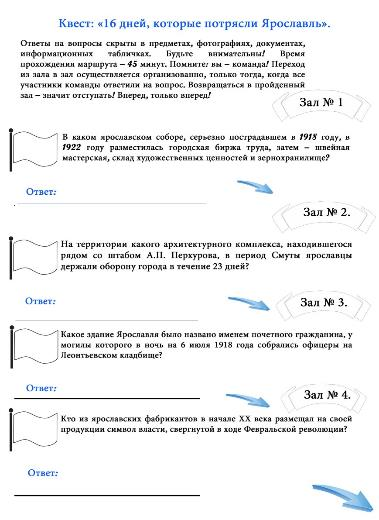 Квест: «16 дней, которые потрясли Ярославль».
Ответы на вопросы скрыты в предметах, фотографиях, документах,
информационных табличках. Будьте внимательны! Время
прохождения маршрута – 45 минут. Помните! вы – команда! Переход
из зала в зал осуществляется организованно, только тогда, когда все
участники команды ответили на вопрос. Возвращаться в пройденный
зал – значит отступать! Вперед, только вперед!
Зал № 1
В каком ярославском соборе, серьезно пострадавшем в 1918 году, в
1922 году разместилась городская биржа труда, затем – швейная
мастерская, склад художественных ценностей и зернохранилище?
Ответ:
Зал № 2.
На территории какого архитектурного комплекса, находившегося
рядом со штабом А.П. Перхурова, в период Смуты ярославцы
держали оборону города в течение 23 дней?
Ответ:
Зал № 3.
Какое здание Ярославля было названо именем почетного гражданина, у
могилы которого в ночь на 6 июля 1918 года собрались офицеры на
Леонтьевском кладбище?
Ответ:
Зал № 4.
Кто из ярославских фабрикантов в начале XX века размещал на своей
продукции символ власти, свергнутой в ходе Февральской революции?
Ответ: